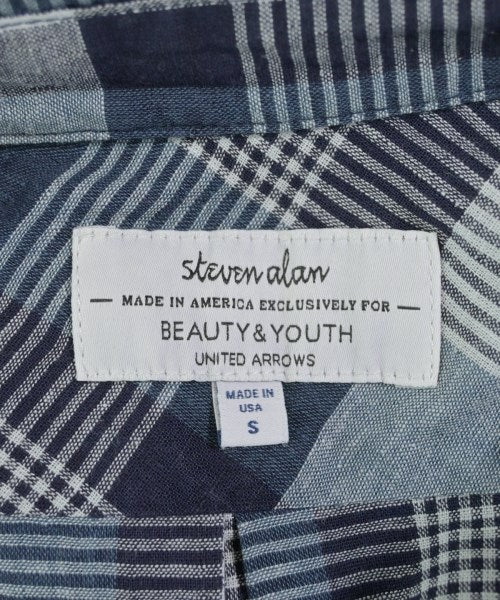 steven alan
MADE IN AMERICA EXCLUSIVELY FOR
BEAUTY&YOUTH
UNITED ARROWS
MADE IN
USA
S